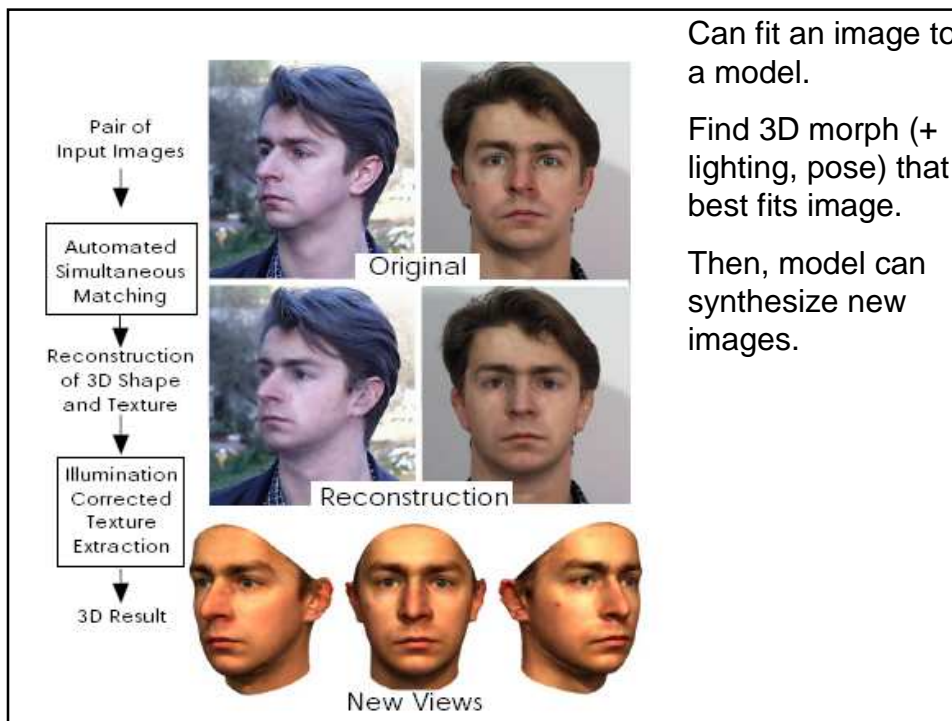 Pair of
Input Images
Automated
Simultaneous
Matching
Reconstruction
of 3D Shape
and Texture
Illumination
Corrected
Texture
Extraction
3D Result
Original
Reconstruction
New Views
Can fit an image to
a model.
Find 3D morph (+
lighting, pose) that
best fits image.
Then, model can
synthesize new
images.